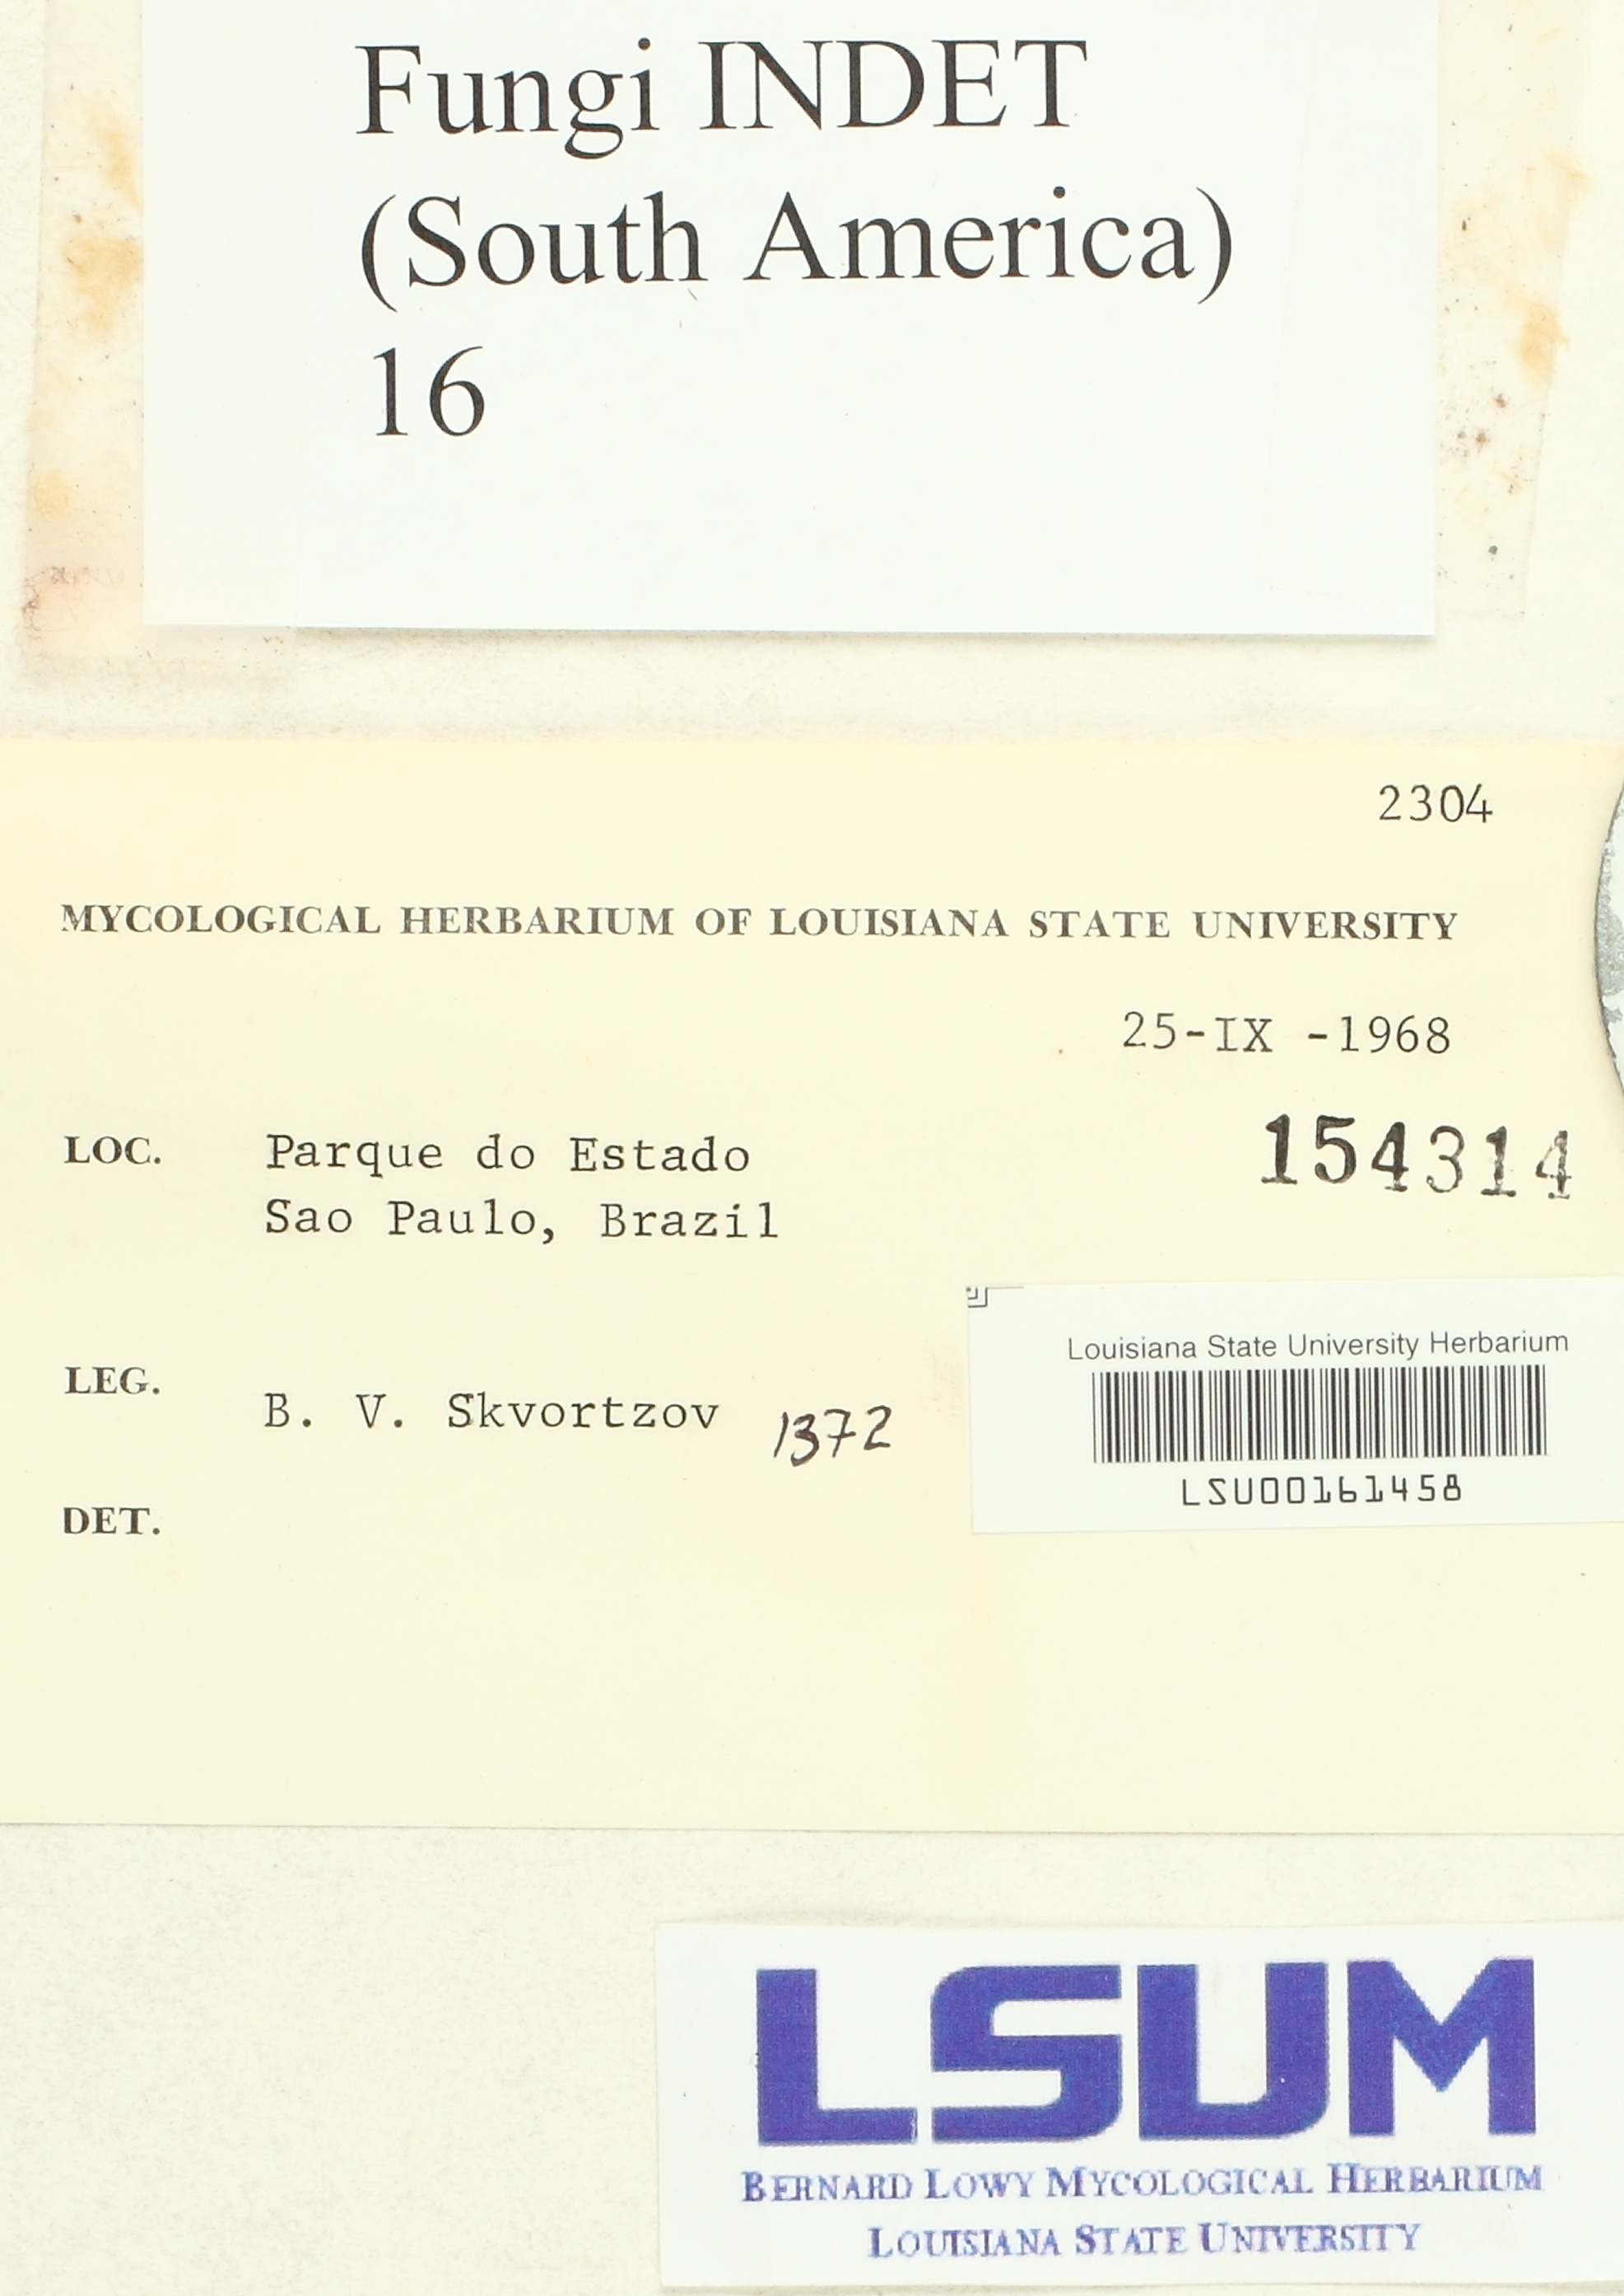 Fungi INDET
(South America)
16
2304
MYCOLOGICAL HERBARIUM OF LOUISIANA STATE UNIVERSITY
25-IX -1968
LOC. Parque do Estado
154314
Sao Paulo, Brazil
Louisiana State University Herbarium
LEG. B. V. Skvortzov 1372
LSU00161458
DET.
LSUM
BERNARD LOWY MYCOLOGICAL HERBARIUM
LOUISIANA STATE UNIVERSITY